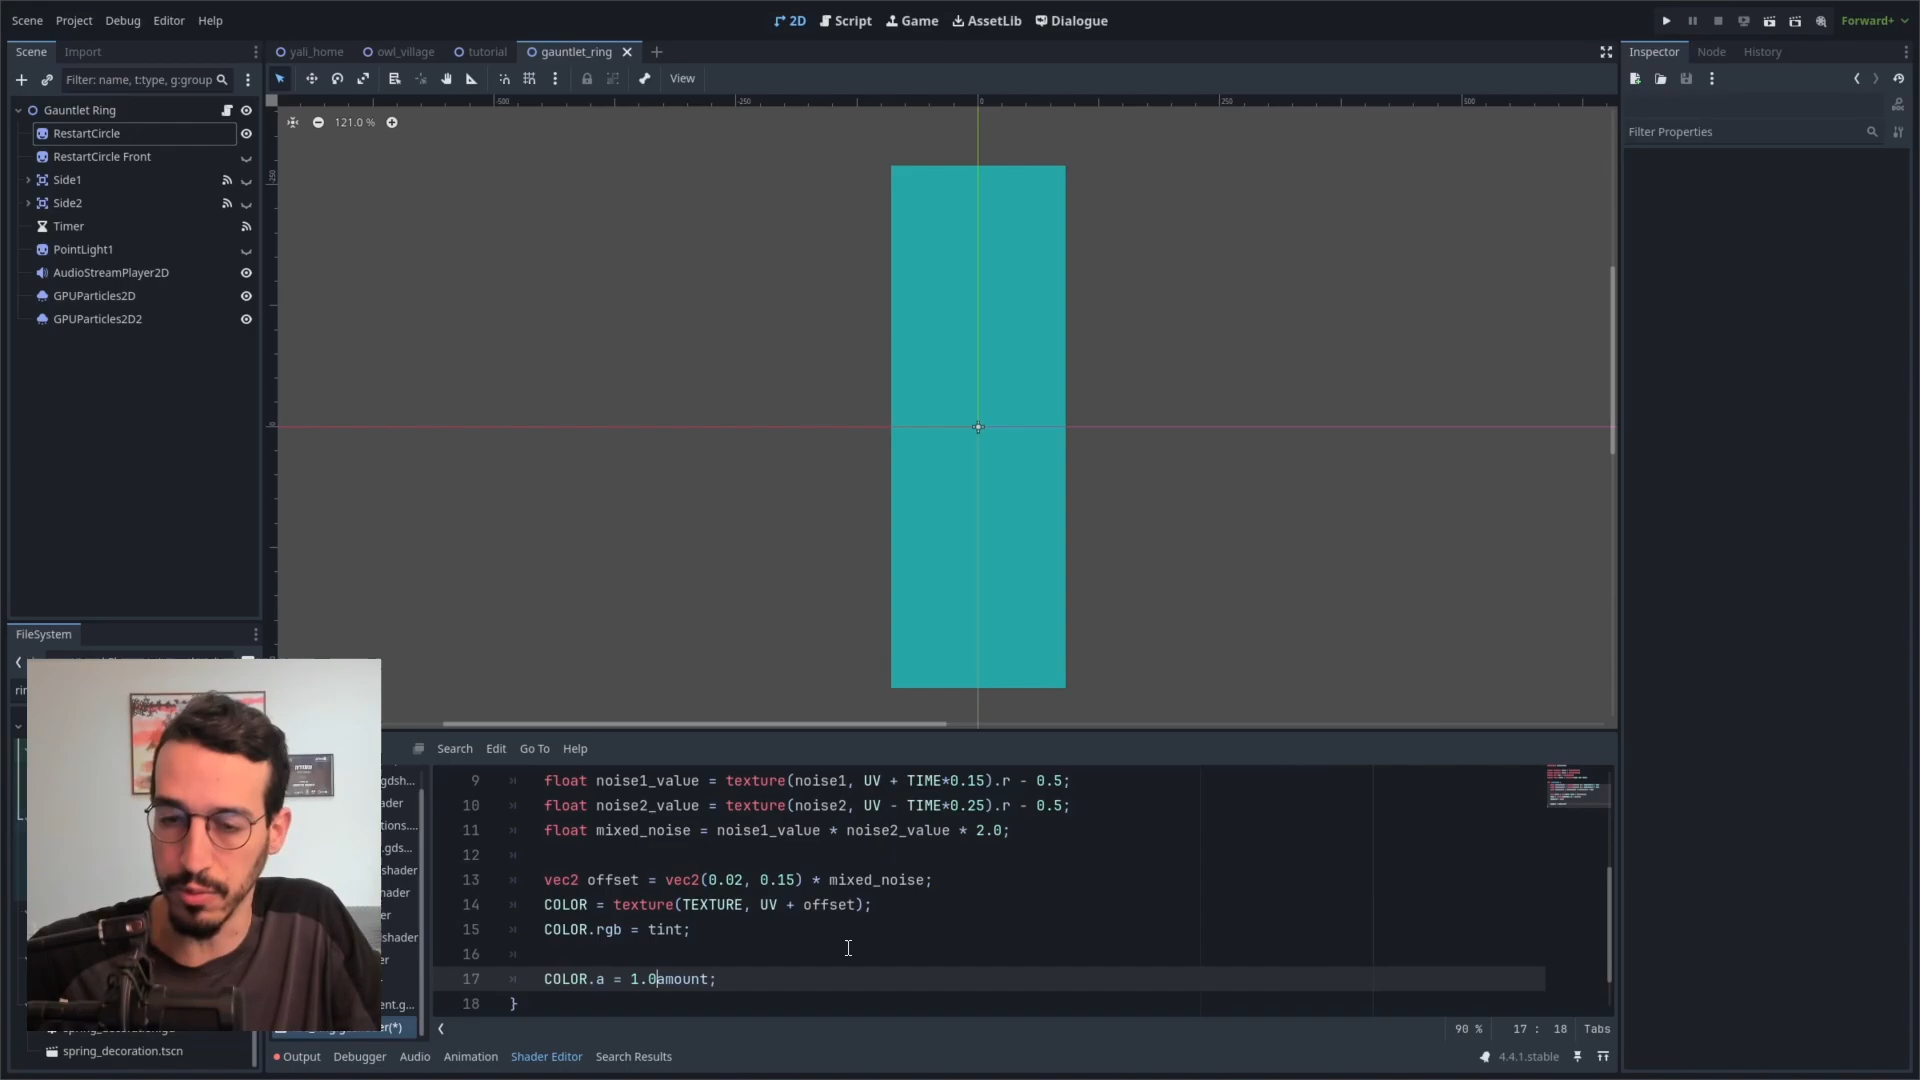 Scene Project Debug Editor Help
2D Script Game AssetLib Dialogue
Forward+
Scene Import
yali_home owl_village tutorial gauntlet_ring
Inspector Node History
Filter: name, t:type, g:group
View
Gauntlet Ring
RestartCircle
RestartCircle Front
Side1
Side2
Timer
PointLight1
AudioStreamPlayer2D
GPUParticles2D
GPUParticles2D2
-500 -250 0 250 500
121.0 %
Filter Properties
FileSystem
Search Edit Go To Help
9 float noise1_value = texture(noise1, UV + TIME*0.15).r - 0.5;
10 float noise2_value = texture(noise2, UV - TIME*0.25).r - 0.5;
11 float mixed_noise = noise1_value * noise2_value * 2.0;
12
13 vec2 offset = vec2(0.02, 0.15) * mixed_noise;
14 COLOR = texture(TEXTURE, UV + offset);
15 COLOR.rgb = tint;
16
17 COLOR.a = 1.0amount;
18 }
90 % 17 : 18 Tabs
spring_decoration.tscn
Output Debugger Audio Animation Shader Editor Search Results
4.4.1.stable